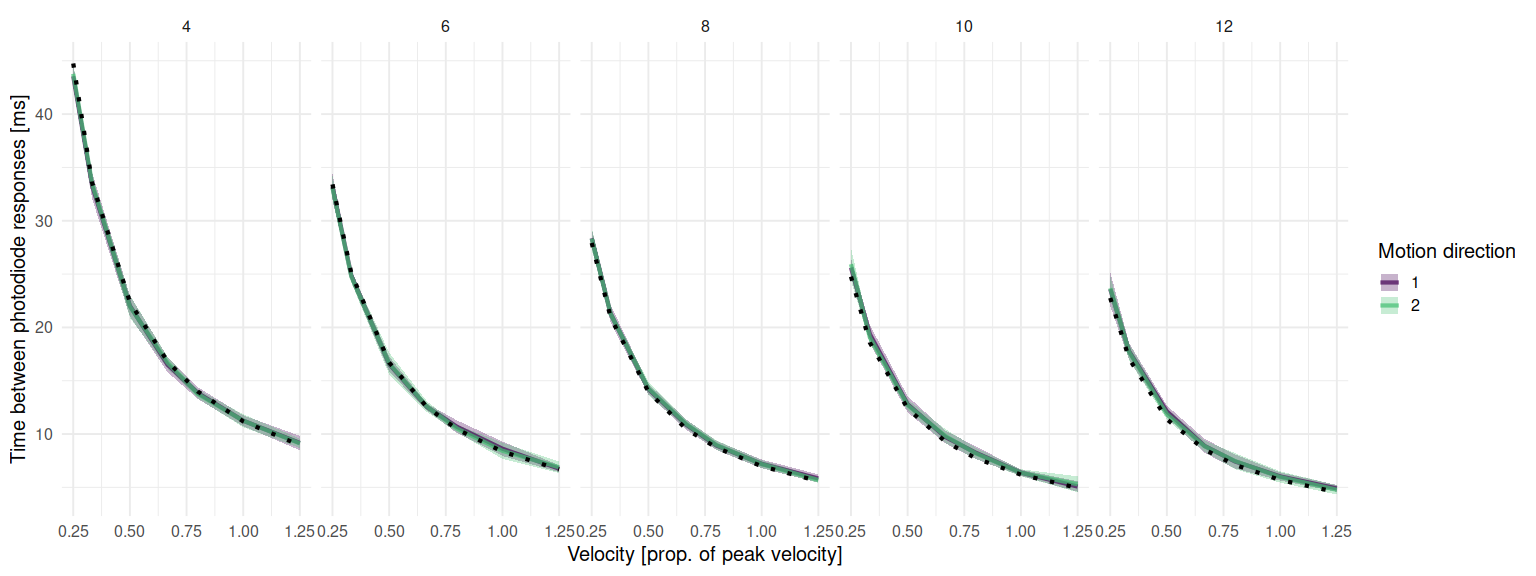 4 6 8 10 12
Time between photodiode responses [ms]
40
30
20
10
0.25 0.50 0.75 1.00 1.25 0.25 0.50 0.75 1.00 1.25 0.25 0.50 0.75 1.00 1.25 0.25 0.50 0.75 1.00 1.25 0.25 0.50 0.75 1.00 1.25
Velocity [prop. of peak velocity]
Motion direction
1
2